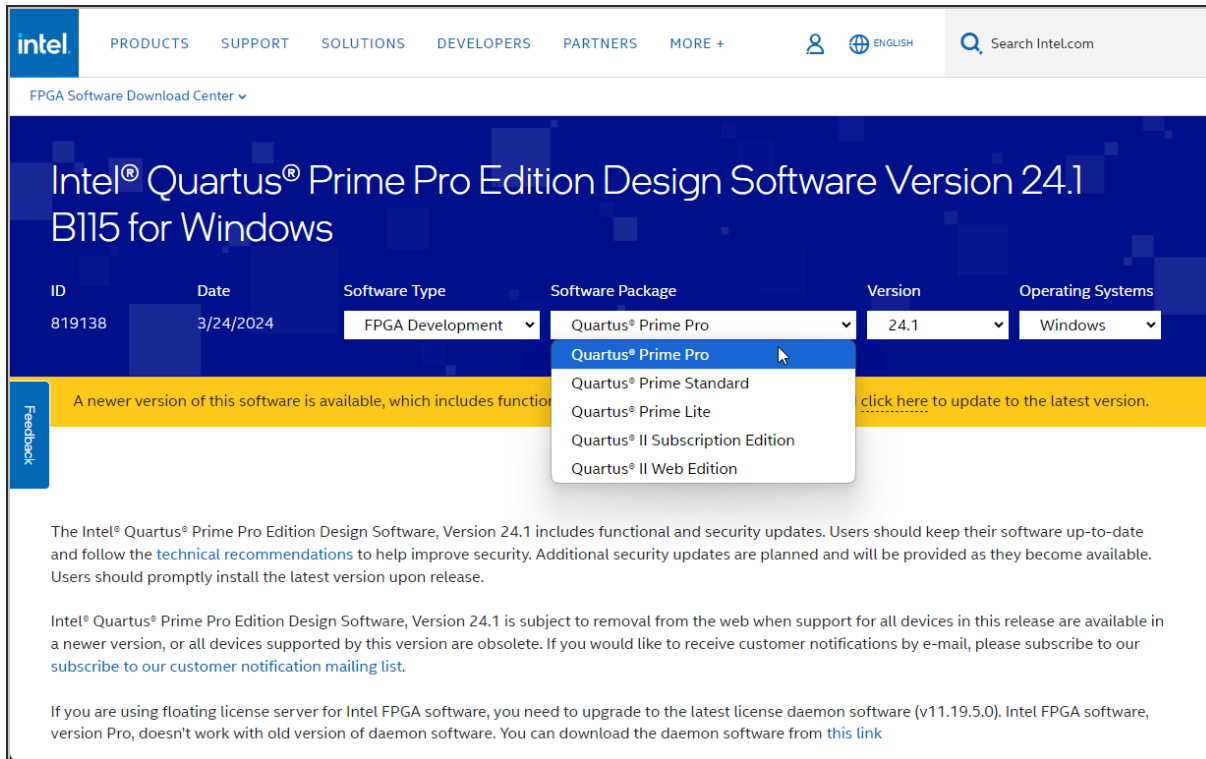 intel.
PRODUCTS SUPPORT SOLUTIONS DEVELOPERS PARTNERS MORE + ENGLISH Search Intel.com
FPGA Software Download Center
Intel® Quartus® Prime Pro Edition Design Software Version 24.1
B115 for Windows
ID Date Software Type Software Package Version Operating Systems
819138 3/24/2024 FPGA Development Quartus® Prime Pro 24.1 Windows
Quartus® Prime Pro
Quartus® Prime Standard
Quartus® Prime Lite
Quartus® II Subscription Edition
Quartus® II Web Edition
A newer version of this software is available, which includes function click here to update to the latest version.
Feedback
The Intel® Quartus® Prime Pro Edition Design Software, Version 24.1 includes functional and security updates. Users should keep their software up-to-date
and follow the technical recommendations to help improve security. Additional security updates are planned and will be provided as they become available.
Users should promptly install the latest version upon release.
Intel® Quartus® Prime Pro Edition Design Software, Version 24.1 is subject to removal from the web when support for all devices in this release are available in
a newer version, or all devices supported by this version are obsolete. If you would like to receive customer notifications by e-mail, please subscribe to our
subscribe to our customer notification mailing list.
If you are using floating license server for Intel FPGA software, you need to upgrade to the latest license daemon software (v11.19.5.0). Intel FPGA software,
version Pro, doesn't work with old version of daemon software. You can download the daemon software from this link